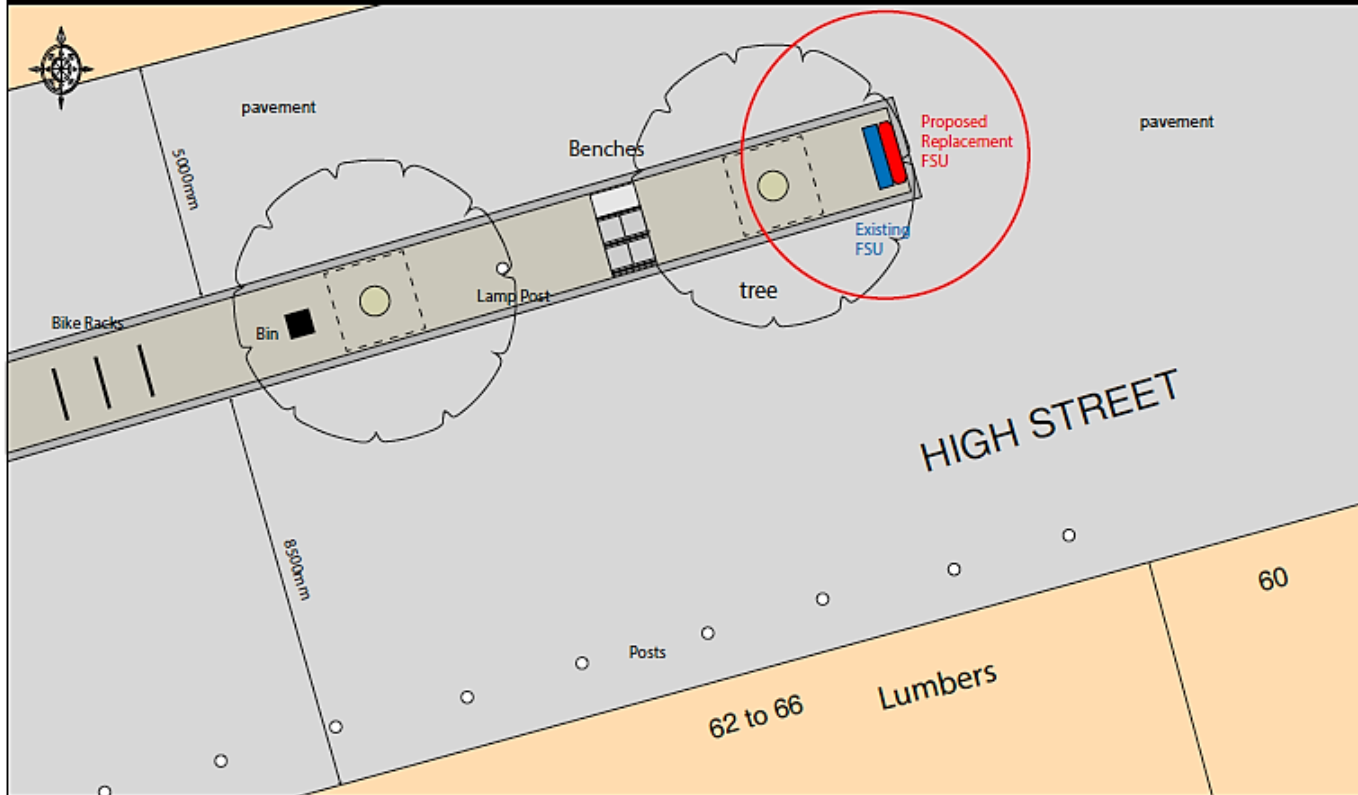 pavement
5000mm
Benches
Proposed
Replacement
FSU
pavement
Existing
FSU
tree
Lamp Post
Bike Racks
Bin
HIGH STREET
8500mm
Posts
60
Lumbers
62 to 66